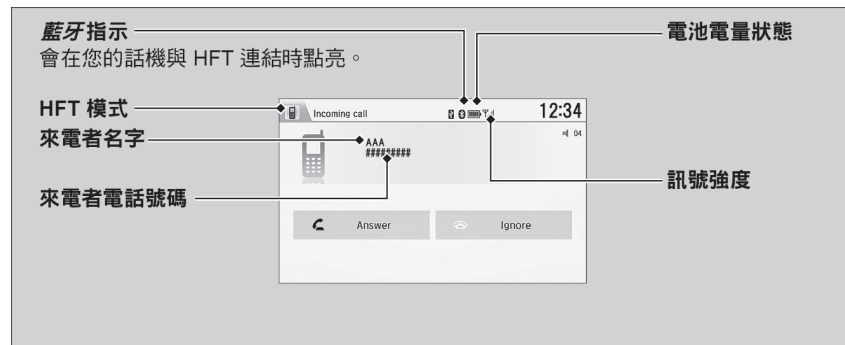 藍牙指示
會在您的話機與 HFT 連結時點亮。
電池電量狀態
HFT 模式
Incoming call
12:34
來電者名字
AAA
04
#########
訊號強度
來電者電話號碼
Answer
Ignore